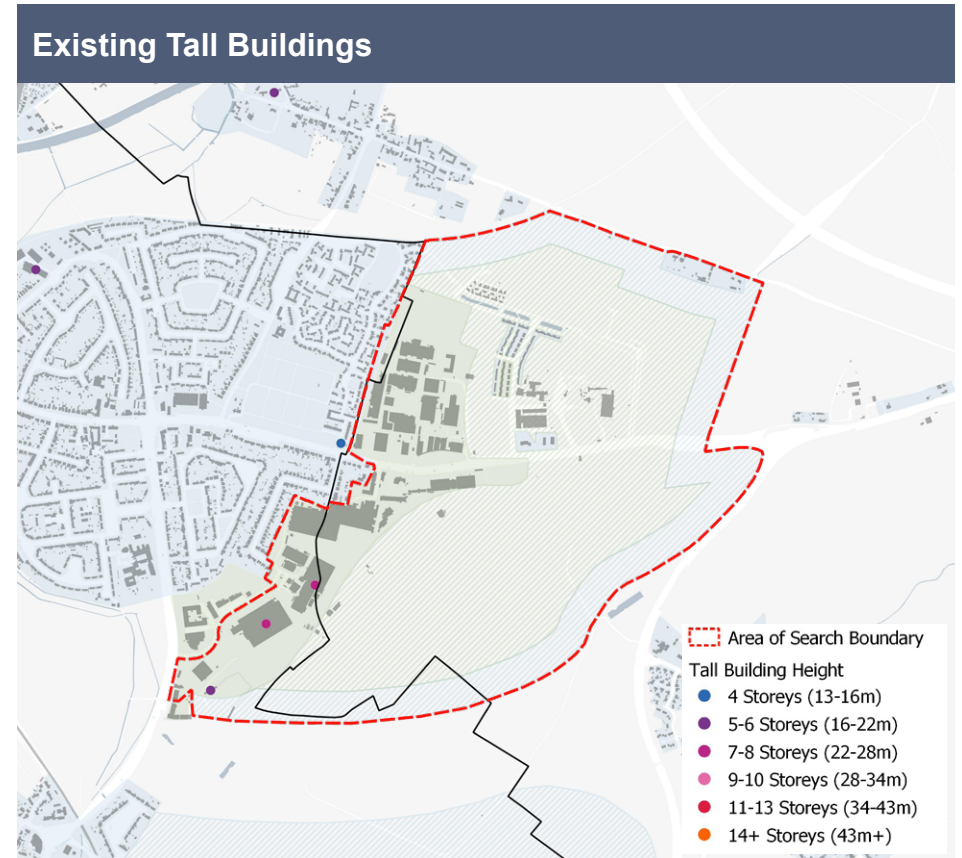 Existing Tall Buildings
Area of Search Boundary
Tall Building Height
4 Storeys (13-16m)
5-6 Storeys (16-22m)
7-8 Storeys (22-28m)
9-10 Storeys (28-34m)
11-13 Storeys (34-43m)
14+ Storeys (43m+)